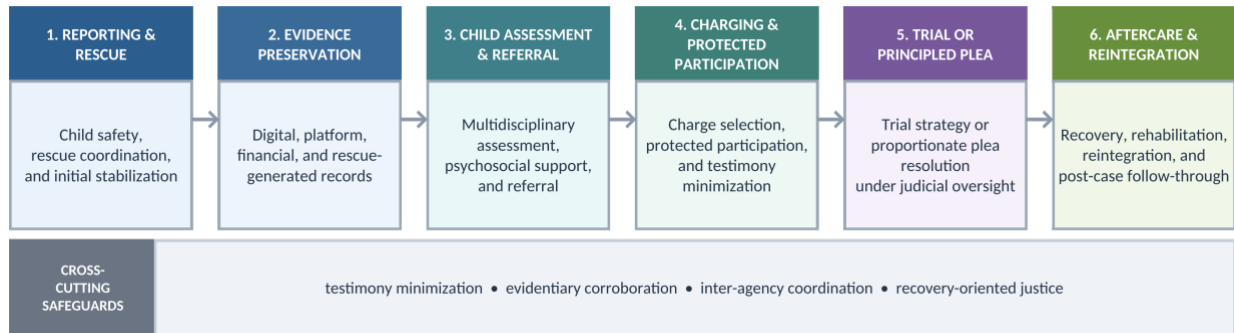 1. REPORTING &
RESCUE
Child safety,
rescue coordination,
and initial stabilization
2. EVIDENCE
PRESERVATION
Digital, platform,
financial, and rescue-
generated records
3. CHILD ASSESSMENT
& REFERRAL
Multidisciplinary
assessment,
psychosocial support,
and referral
4. CHARGING &
PROTECTED
PARTICIPATION
Charge selection,
protected participation,
and testimony
minimization
5. TRIAL OR
PRINCIPLED PLEA
Trial strategy or
proportionate plea
resolution
under judicial oversight
6. AFTERCARE &
REINTEGRATION
Recovery, rehabilitation,
reintegration, and
post-case follow-through
CROSS-
CUTTING
SAFEGUARDS
testimony minimization • evidentiary corroboration • inter-agency coordination • recovery-oriented justice